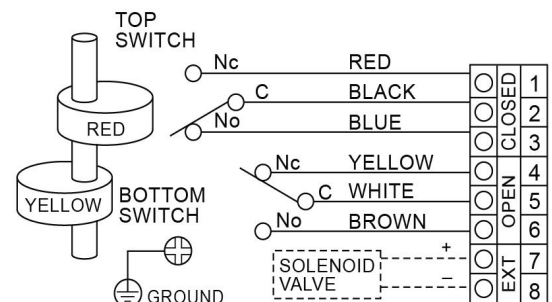 TOP
SWITCH
Nc RED 1
C BLACK 2
No BLUE 3
CLOSED
RED
Nc YELLOW 4
C WHITE 5
No BROWN 6
OPEN
YELLOW
BOTTOM
SWITCH
SOLENOID
VALVE
+ 7
– 8
EXT
GROUND